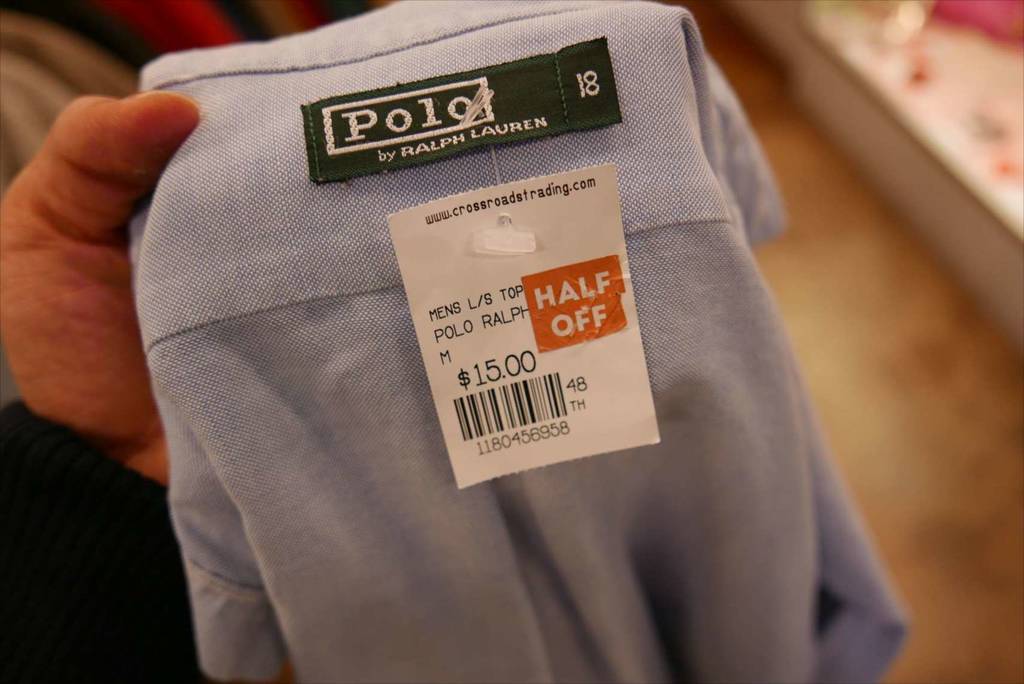 Polo
by RALPH LAUREN
18
www.crossroadstrading.com
MENS L/S TOP
POLO RALPH
M
HALF
OFF
$15.00
48
TH
1180456958